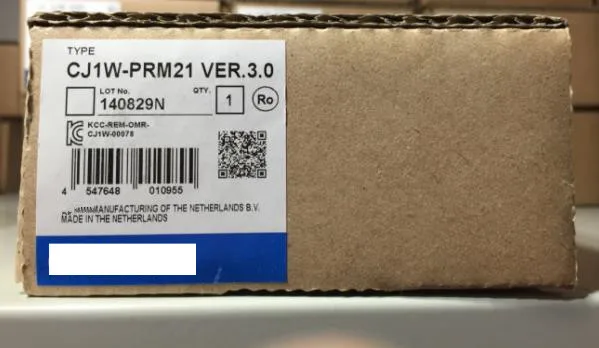 TYPE
CJ1W-PRM21 VER.3.0
LOT No. QTY.
140829N 1 Ro
KCC-REM-OMR-
CJ1W-00078
4 547648 010955
MANUFACTURING OF THE NETHERLANDS B.V.
MADE IN THE NETHERLANDS